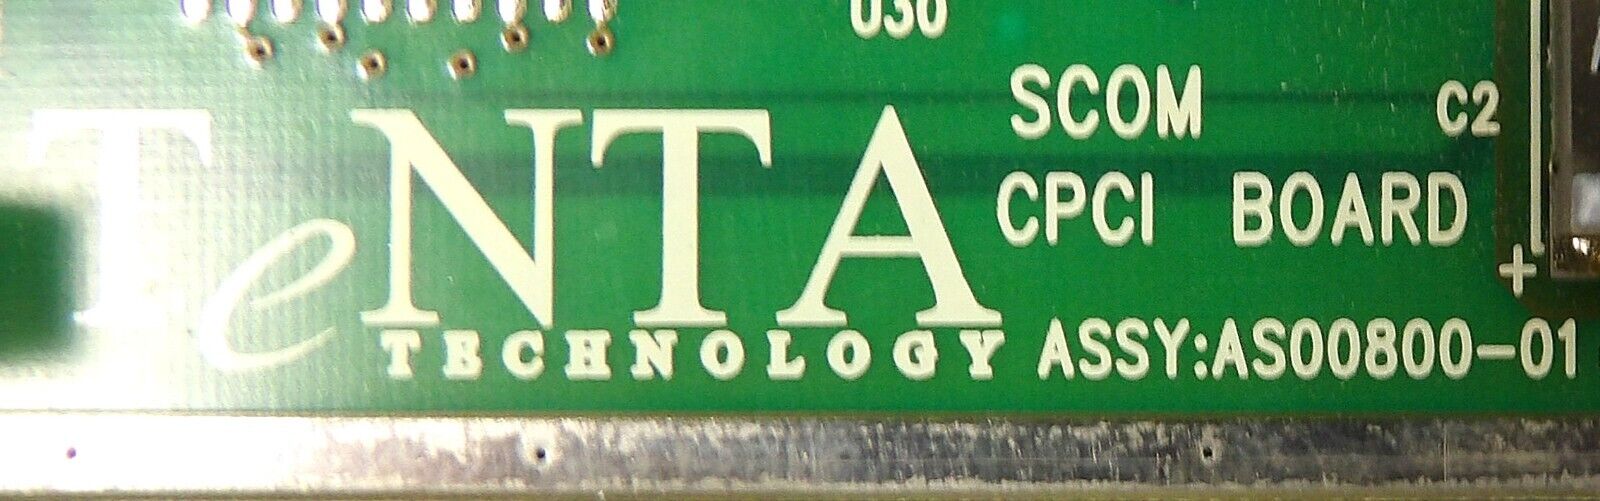 U30
SCOM
C2
CPCI BOARD
+
TeNTA
TECHNOLOGY
ASSY:AS00800-01